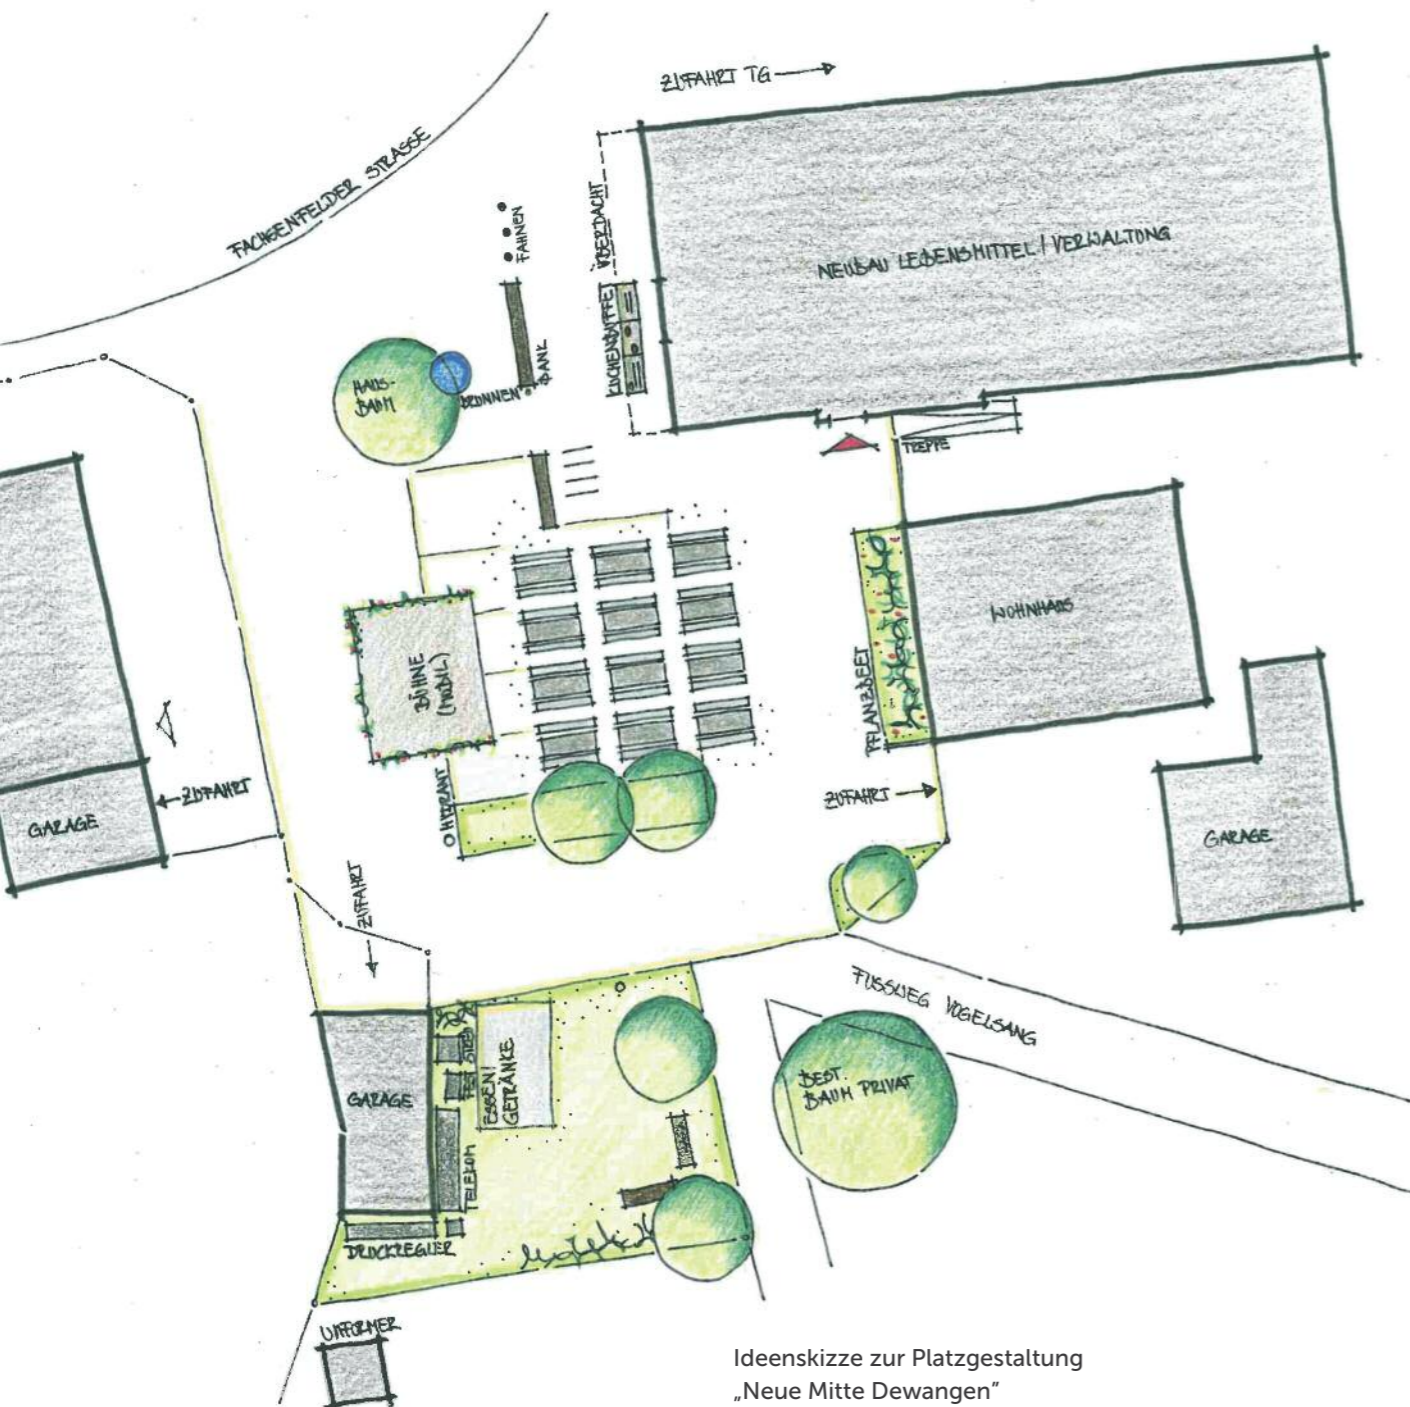 ZUFAHRT TG
FACHSENFELDER STRASSE
FAHNEN
ÜBERDACHT
NEUBAU LEBENSMITTEL / VERWALTUNG
KUCHENBUFFET
BANK
HAUS-
BAUM
BRUNNEN
TREPPE
WOHNHAUS
BÜHNE
(MOBIL)
PFLANZBEET
HYDRANT
ZUFAHRT
ZUFAHRT
GARAGE
GARAGE
ZUFAHRT
FUSSWEG VOGELSANG
BEST.
BAUM PRIVAT
GARAGE
ESSEN/
GETRÄNKE
TELEKOM
DRUCKREGLER
UMFORMER
Ideenskizze zur Platzgestaltung
„Neue Mitte Dewangen"